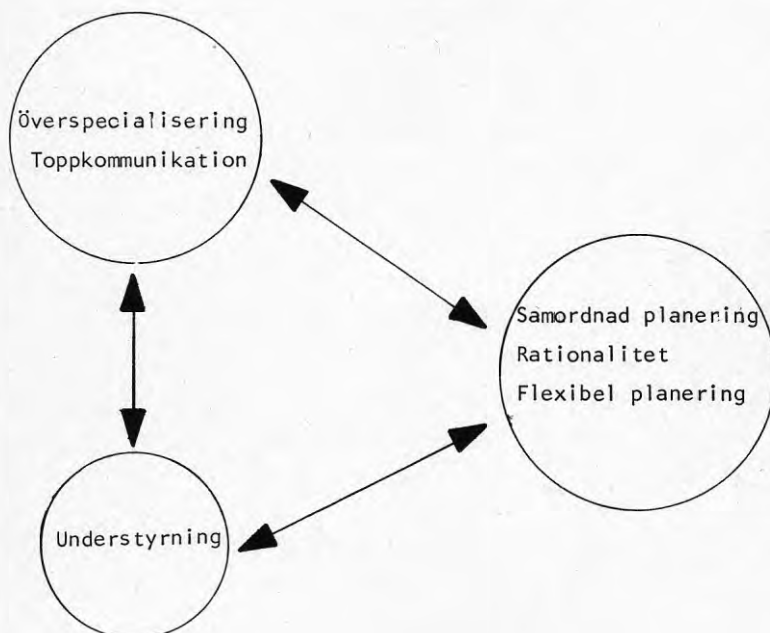 Överspecialisering
Toppkommunikation
Samordnad planering
Rationalitet
Flexibel planering
Understyrning